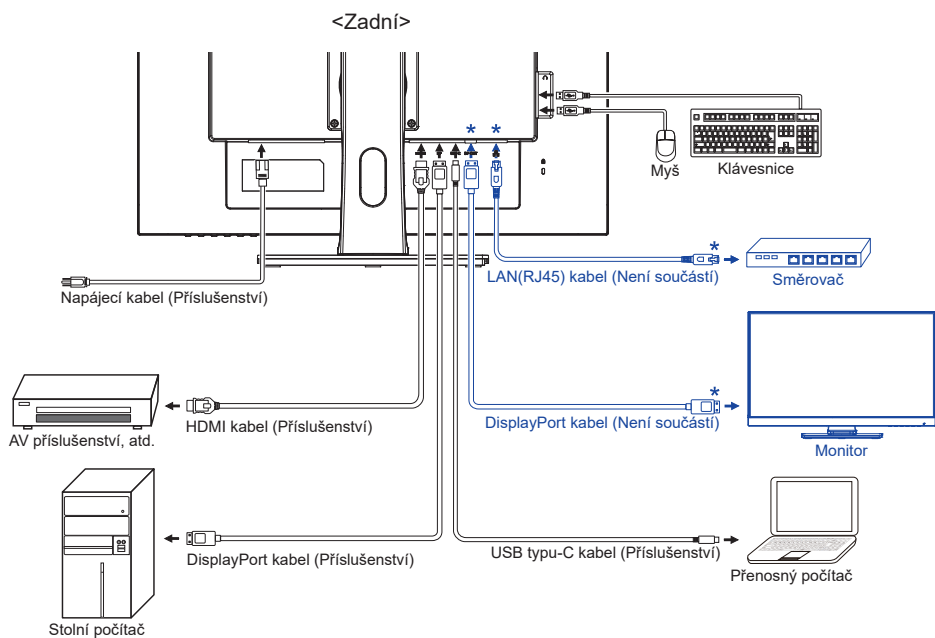 <Zadní>
Myš
Klávesnice
*
*
*
LAN(RJ45) kabel (Není součástí)
Směrovač
Napájecí kabel (Příslušenství)
*
HDMI kabel (Příslušenství)
DisplayPort kabel (Není součástí)
AV příslušenství, atd.
Monitor
DisplayPort kabel (Příslušenství)
USB typu-C kabel (Příslušenství)
Přenosný počítač
Stolní počítač